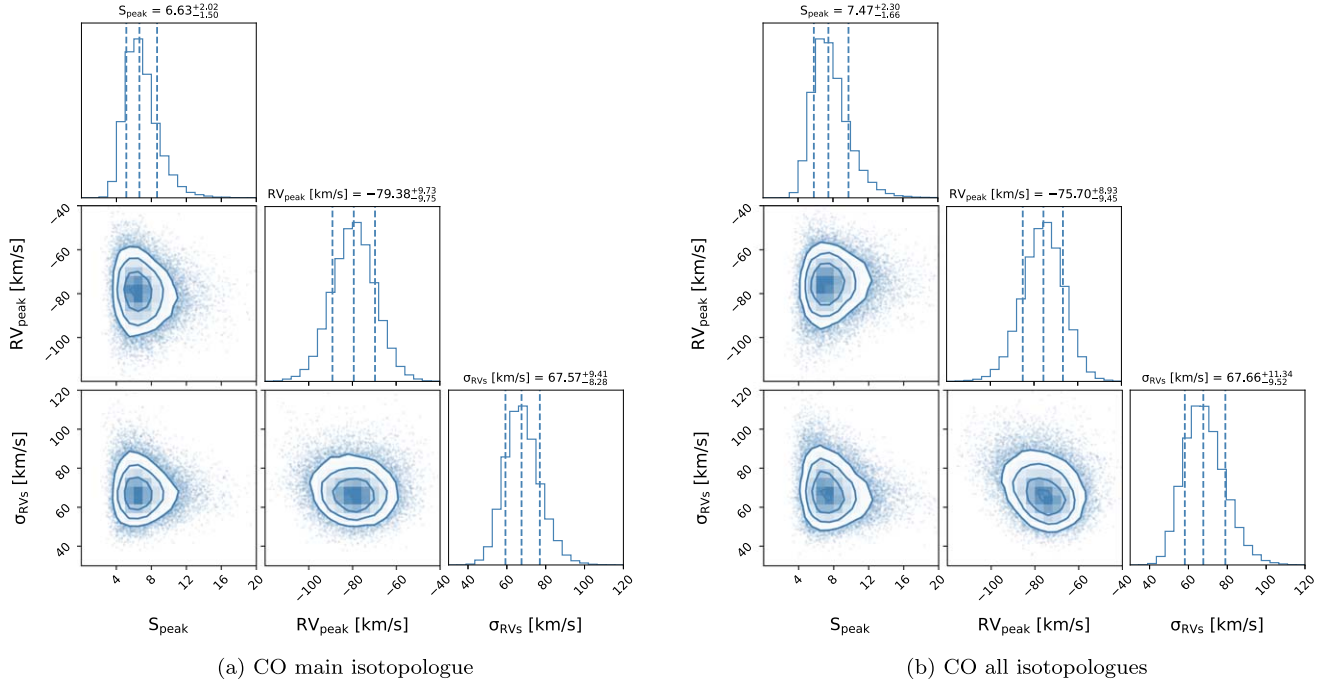 S_peak = 6.63^{+2.02}_{-1.50}
RV_peak [km/s] = −79.38^{+9.73}_{-9.75}
−40
−60
−80
−100
RV_peak [km/s]
σ_RVs [km/s] = 67.57^{+9.41}_{-8.28}
120
100
80
60
40
σ_RVs [km/s]
4 8 12 16 20
−100 −80 −60 −40
40 60 80 100 120
S_peak RV_peak [km/s] σ_RVs [km/s]
(a) CO main isotopologue
S_peak = 7.47^{+2.30}_{-1.66}
RV_peak [km/s] = −75.70^{+8.93}_{-9.45}
−40
−60
−80
−100
RV_peak [km/s]
σ_RVs [km/s] = 67.66^{+11.34}_{-9.52}
120
100
80
60
40
σ_RVs [km/s]
4 8 12 16 20
−100 −80 −60 −40
40 60 80 100 120
S_peak RV_peak [km/s] σ_RVs [km/s]
(b) CO all isotopologues